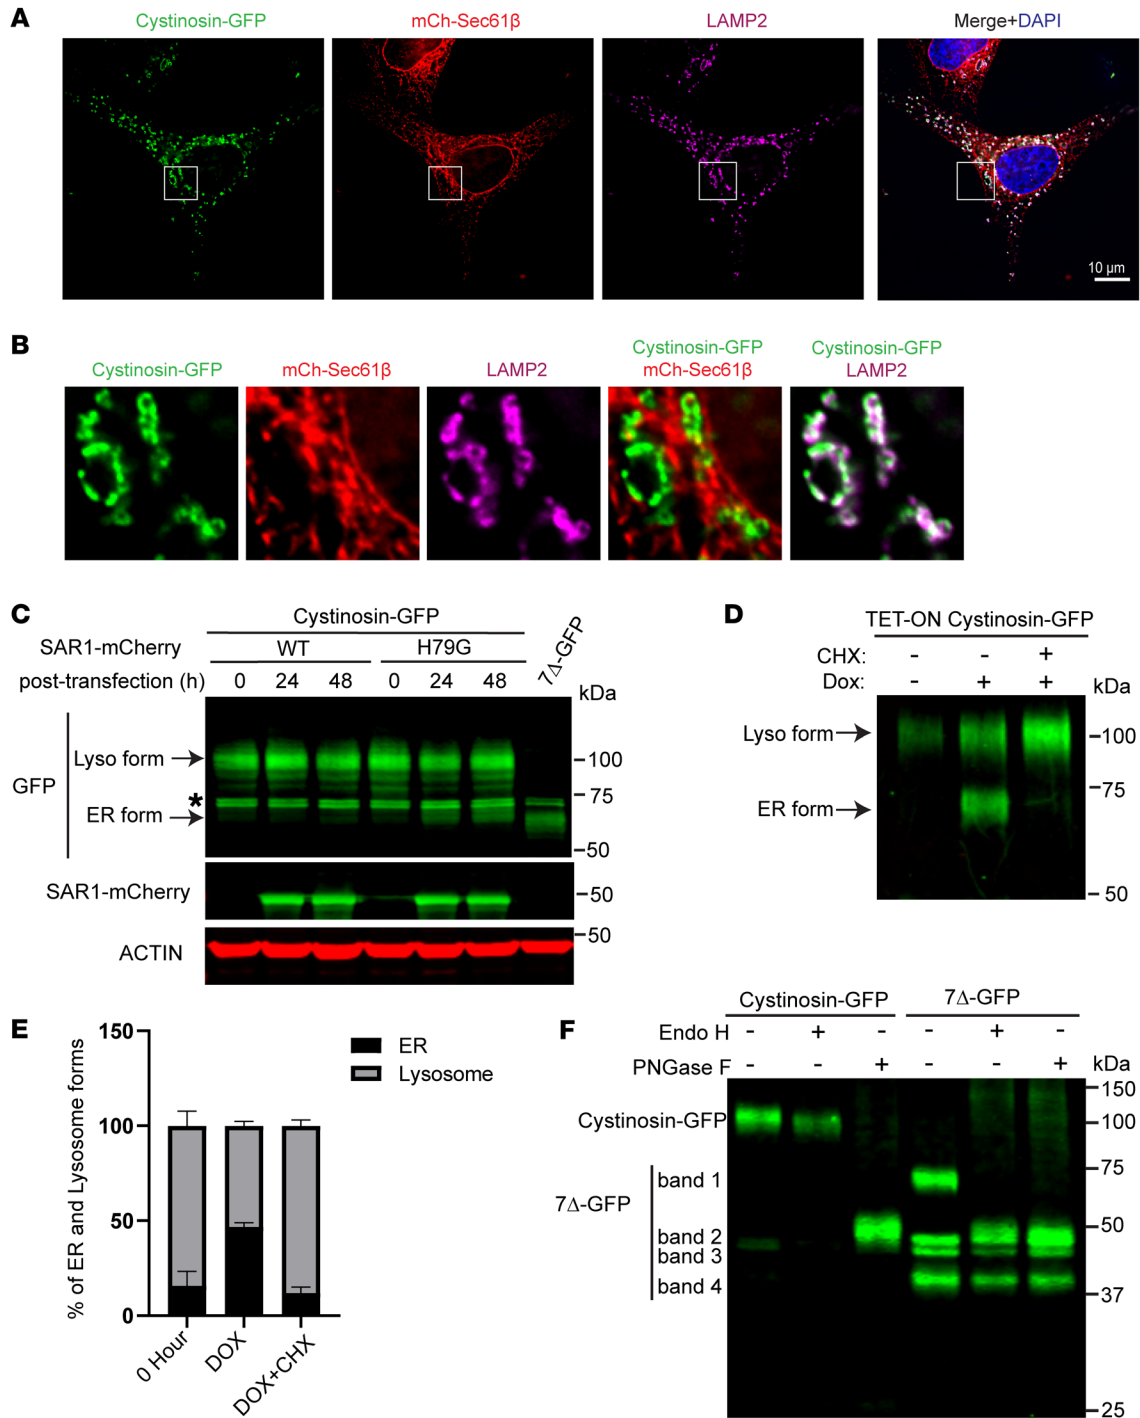 A
Cystinosin-GFP mCh-Sec61β LAMP2 Merge+DAPI
10 µm
B
Cystinosin-GFP mCh-Sec61β LAMP2 Cystinosin-GFP mCh-Sec61β Cystinosin-GFP LAMP2
C
Cystinosin-GFP
SAR1-mCherry WT H79G 7Δ-GFP
post-transfection (h) 0 24 48 0 24 48 kDa
GFP
Lyso form 100
* 75
ER form
50
SAR1-mCherry 50
50
ACTIN
D
TET-ON Cystinosin-GFP
CHX: - - +
Dox: - + + kDa
Lyso form 100
75
ER form
50
E
% of ER and Lysosome forms
150
100
50
0
ER
Lysosome
0 Hour DOX DOX+CHX
F
Cystinosin-GFP 7Δ-GFP
Endo H - + - - + -
PNGase F - - + - - + kDa
150
Cystinosin-GFP 100
75
7Δ-GFP
band 1
50
band 2
band 3
band 4
37
25